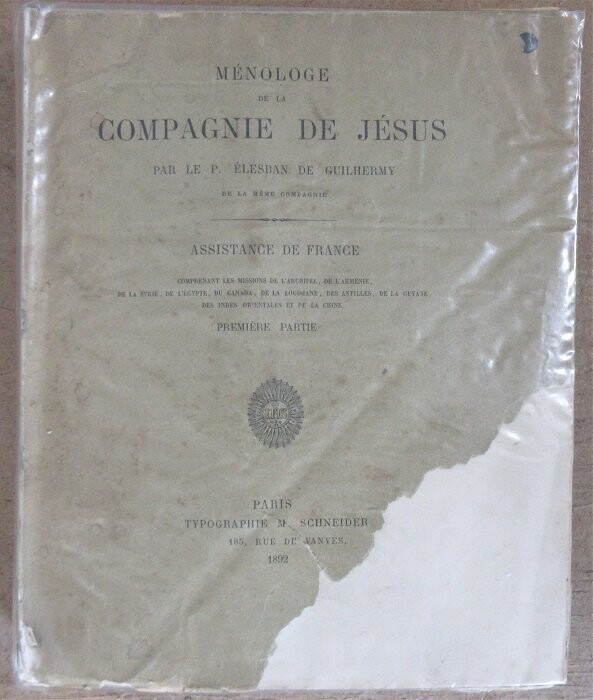 MÉNOLOGE
DE LA
COMPAGNIE DE JÉSUS
PAR LE P. ÉLESBAN DE GUILHERMY
DE LA MÊME COMPAGNIE
ASSISTANCE DE FRANCE
COMPRENANT LES MISSIONS DE L'ARCHIPEL, DE L'ARMÉNIE,
DE LA SYRIE, DE L'ÉGYPTE, DU CANADA, DE LA LOUISIANE, DES ANTILLES, DE LA GUYANE
DES INDES ORIENTALES ET DE LA CHINE.
PREMIÈRE PARTIE
IHS
PARIS
TYPOGRAPHIE M. SCHNEIDER
185, RUE DE VANVES,
1892